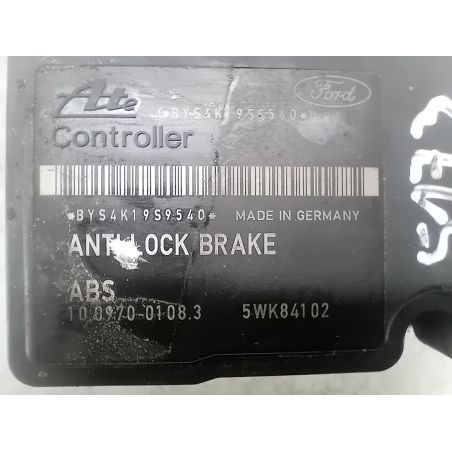 Ate
(*BYS4K19S9540*)
Ford
Controller
*BYS4K19S9540* MADE IN GERMANY
ANTI LOCK BRAKE
ABS
10.0970-0108.3 5WK84102